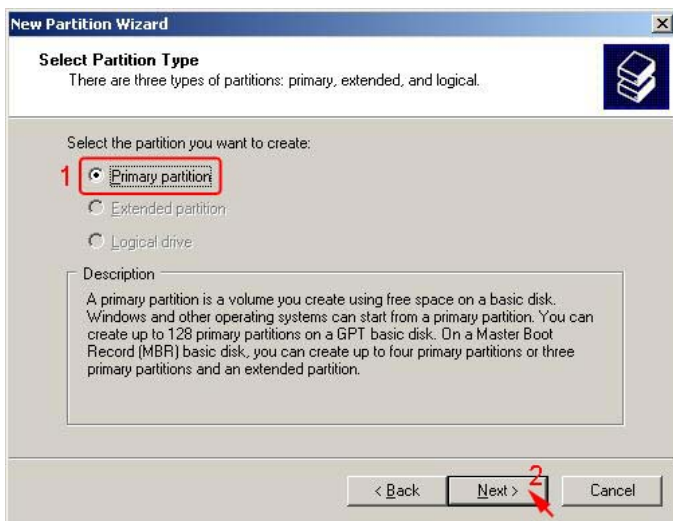 New Partition Wizard
Select Partition Type
There are three types of partitions: primary, extended, and logical.
Select the partition you want to create:
1
Primary partition
Extended partition
Logical drive
Description
A primary partition is a volume you create using free space on a basic disk.
Windows and other operating systems can start from a primary partition. You can
create up to 128 primary partitions on a GPT basic disk. On a Master Boot
Record (MBR) basic disk, you can create up to four primary partitions or three
primary partitions and an extended partition.
2
< Back Next > Cancel